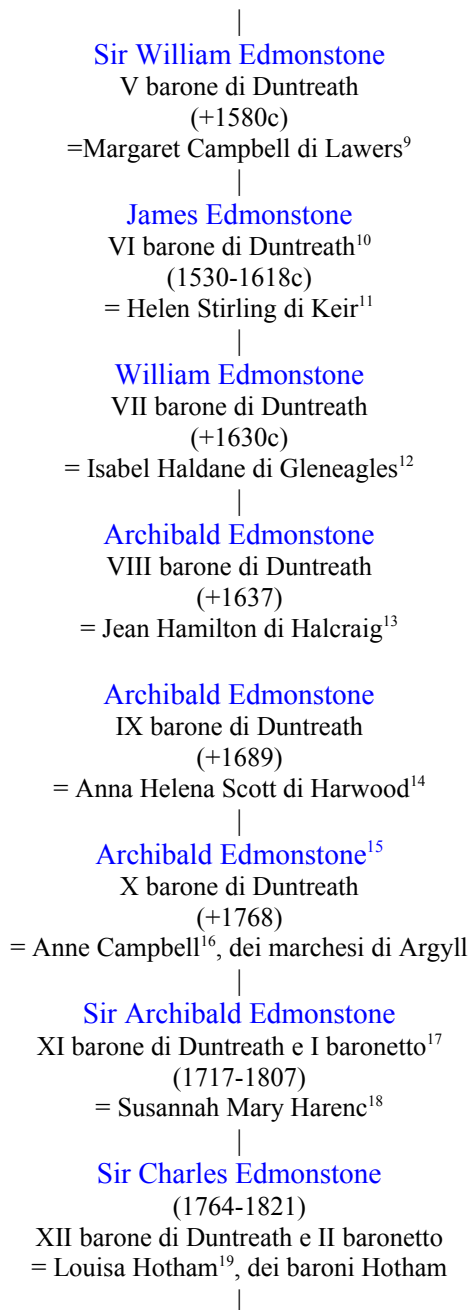 |
Sir William Edmonstone
V barone di Duntreath
(+1580c)
=Margaret Campbell di Lawers⁹
|
James Edmonstone
VI barone di Duntreath¹⁰
(1530-1618c)
= Helen Stirling di Keir¹¹
|
William Edmonstone
VII barone di Duntreath
(+1630c)
= Isabel Haldane di Gleneagles¹²
|
Archibald Edmonstone
VIII barone di Duntreath
(+1637)
= Jean Hamilton di Halcraig¹³
Archibald Edmonstone
IX barone di Duntreath
(+1689)
= Anna Helena Scott di Harwood¹⁴
|
Archibald Edmonstone¹⁵
X barone di Duntreath
(+1768)
= Anne Campbell¹⁶, dei marchesi di Argyll
|
Sir Archibald Edmonstone
XI barone di Duntreath e I baronetto¹⁷
(1717-1807)
= Susannah Mary Harenc¹⁸
|
Sir Charles Edmonstone
(1764-1821)
XII barone di Duntreath e II baronetto
= Louisa Hotham¹⁹, dei baroni Hotham
|